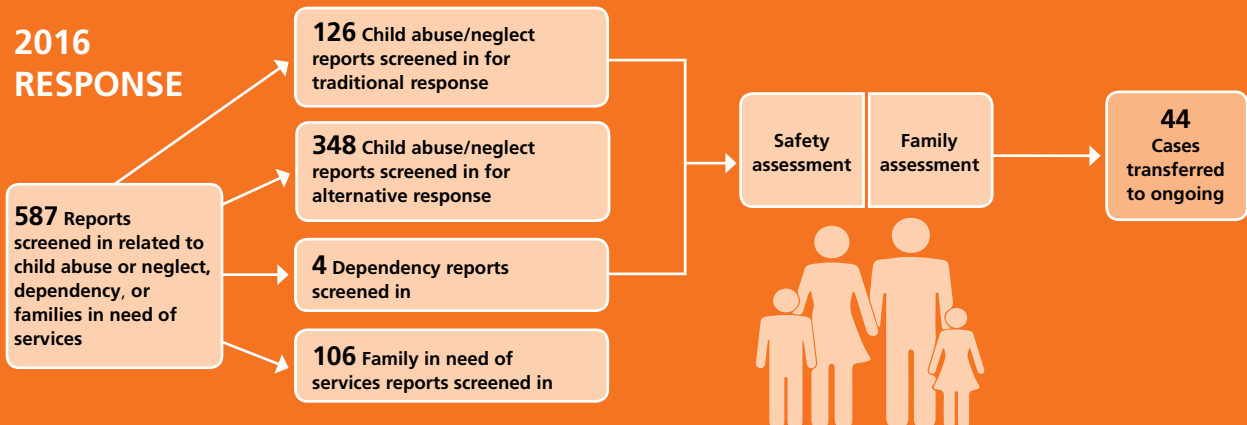 2016
RESPONSE
587 Reports
screened in related to
child abuse or neglect,
dependency, or
families in need of
services
126 Child abuse/neglect
reports screened in for
traditional response
348 Child abuse/neglect
reports screened in for
alternative response
4 Dependency reports
screened in
106 Family in need of
services reports screened in
Safety
assessment
Family
assessment
44
Cases
transferred
to ongoing